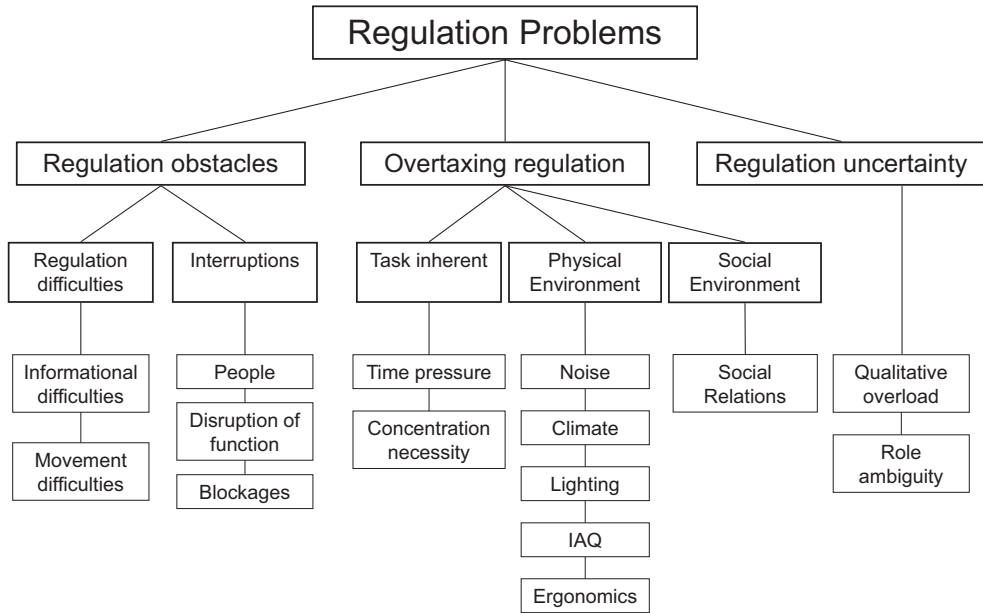 Regulation Problems
Regulation obstacles
Overtaxing regulation
Regulation uncertainty
Regulation
difficulties
Interruptions
Task inherent
Physical
Environment
Social
Environment
Informational
difficulties
Movement
difficulties
People
Disruption of
function
Blockages
Time pressure
Concentration
necessity
Noise
Climate
Lighting
IAQ
Ergonomics
Social
Relations
Qualitative
overload
Role
ambiguity